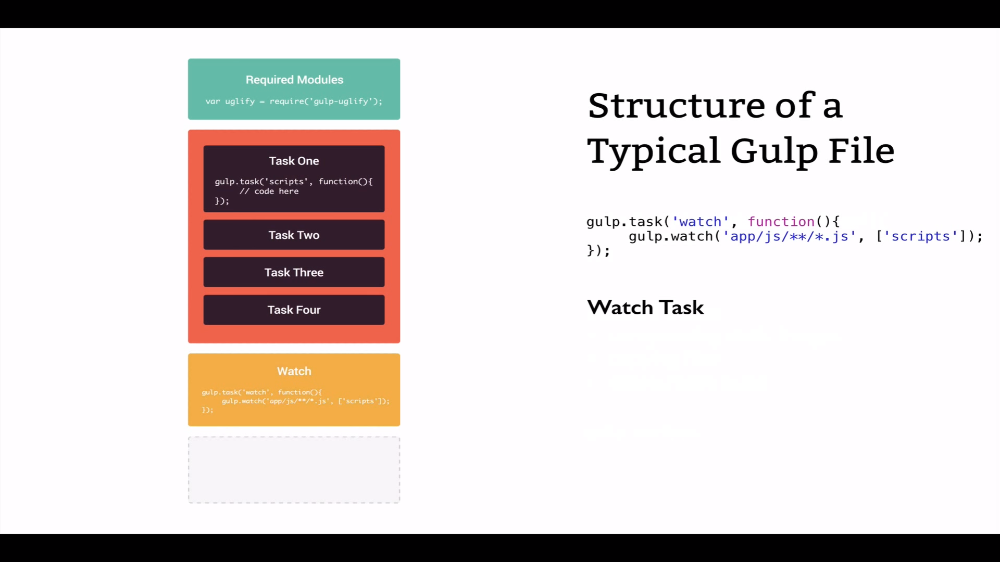 Required Modules
var uglify = require('gulp-uglify');
Task One
gulp.task('scripts', function(){
// code here
});
Task Two
Task Three
Task Four
Watch
gulp.task('watch', function(){
gulp.watch('app/js/**/*.js', ['scripts']);
});
Structure of a
Typical Gulp File
gulp.task('watch', function(){
gulp.watch('app/js/**/*.js', ['scripts']);
});
Watch Task